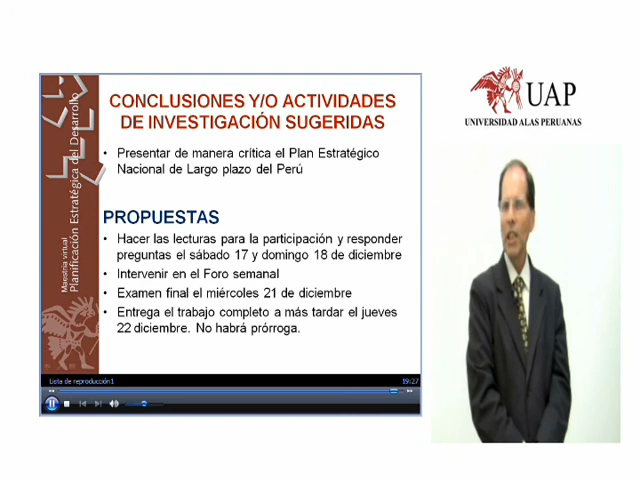 CONCLUSIONES Y/O ACTIVIDADES
DE INVESTIGACIÓN SUGERIDAS
• Presentar de manera crítica el Plan Estratégico
Nacional de Largo plazo del Perú
PROPUESTAS
• Hacer las lecturas para la participación y responder
preguntas el sábado 17 y domingo 18 de diciembre
• Intervenir en el Foro semanal
• Examen final el miércoles 21 de diciembre
• Entrega el trabajo completo a más tardar el jueves
22 diciembre. No habrá prórroga.
Maestría virtual
Planificación Estratégica del Desarrollo
Lista de reproducción1
19:27
UAP
UNIVERSIDAD ALAS PERUANAS